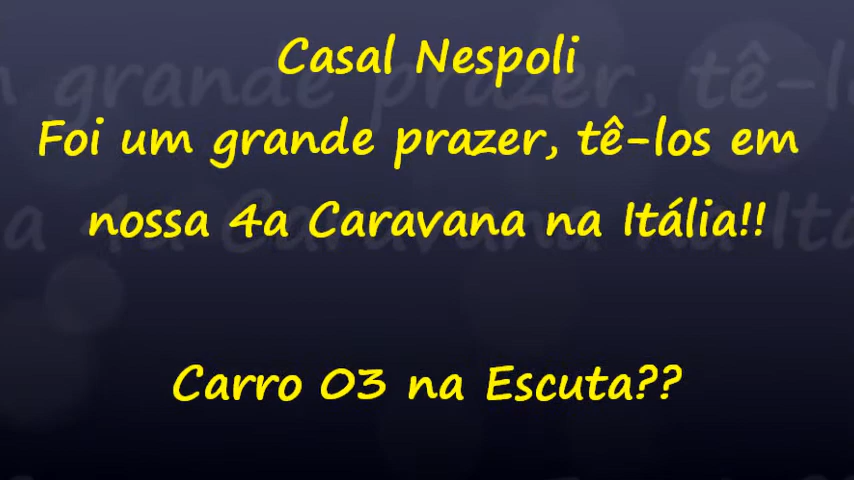 Casal Nespoli
Foi um grande prazer, tê-los em
nossa 4a Caravana na Itália!!
Carro 03 na Escuta??